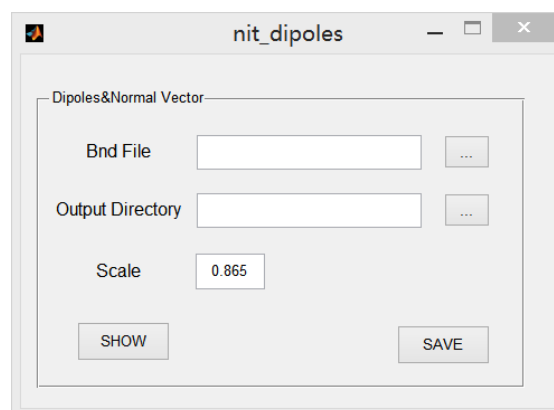 nit_dipoles
Dipoles&Normal Vector
Bnd File ...
Output Directory ...
Scale 0.865
SHOW SAVE